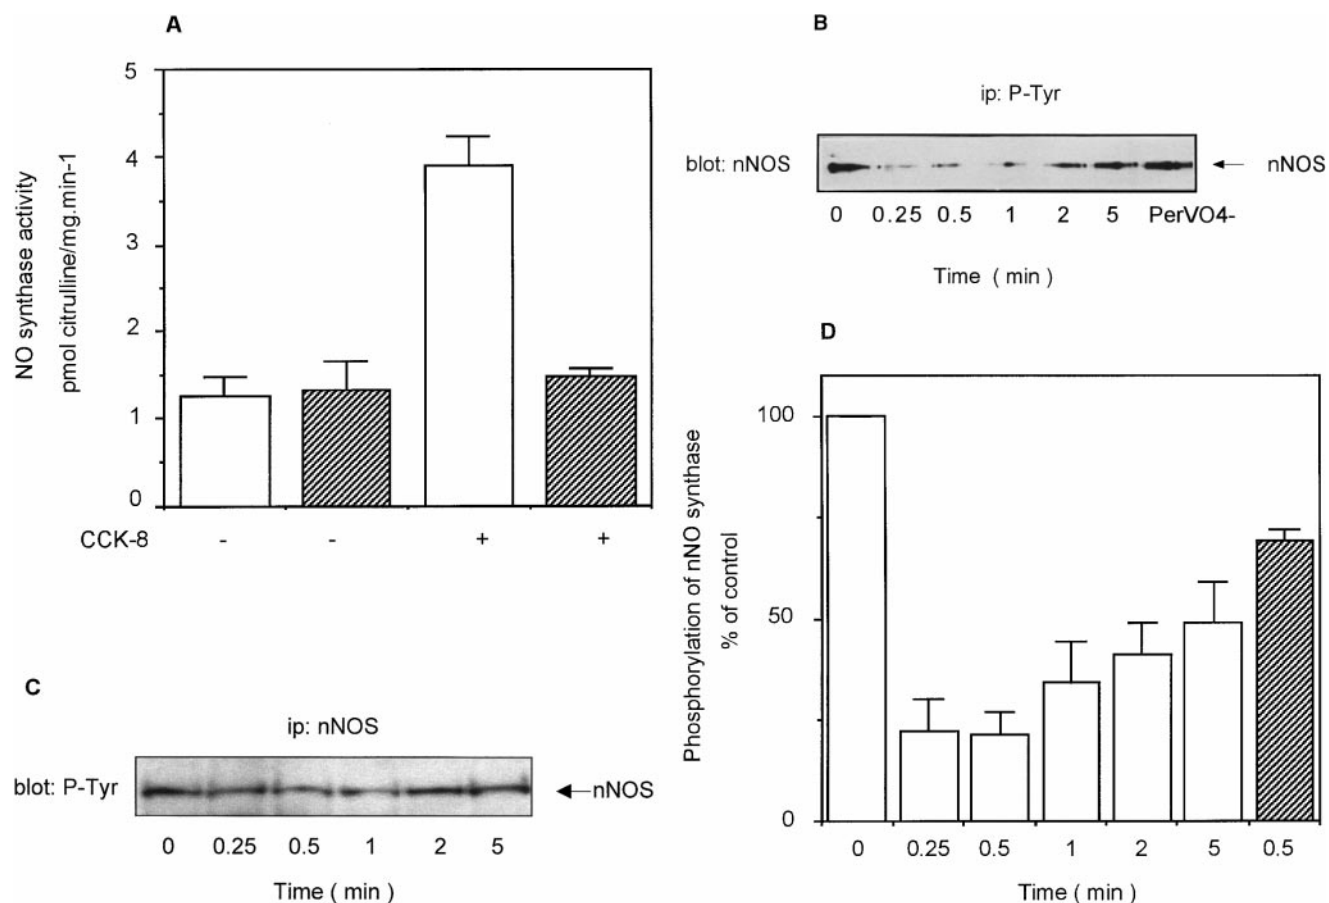 A
5
4
3
2
1
0
NO synthase activity
pmol citrulline/mg.min-1
CCK-8 - - + +
B
ip: P-Tyr
blot: nNOS
nNOS
0 0.25 0.5 1 2 5 PerVO4-
Time ( min )
C
ip: nNOS
blot: P-Tyr
nNOS
0 0.25 0.5 1 2 5
Time ( min )
D
100
50
0
Phosphorylation of nNO synthase
% of control
0 0.25 0.5 1 2 5 0.5
Time ( min )